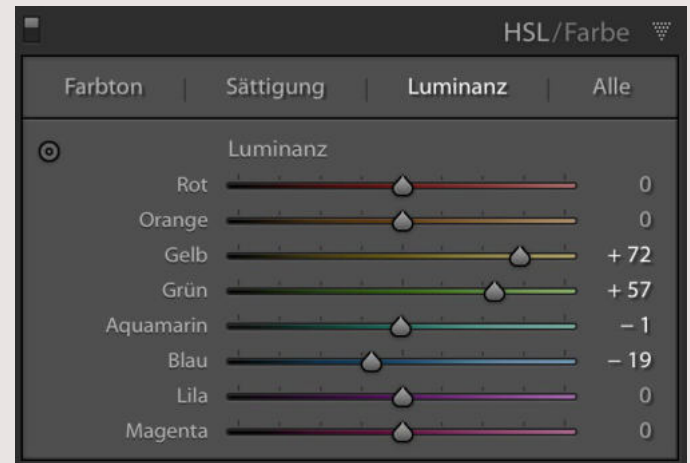 HSL/Farbe
Farbton | Sättigung | Luminanz | Alle
Luminanz
Rot 0
Orange 0
Gelb + 72
Grün + 57
Aquamarin − 1
Blau − 19
Lila 0
Magenta 0